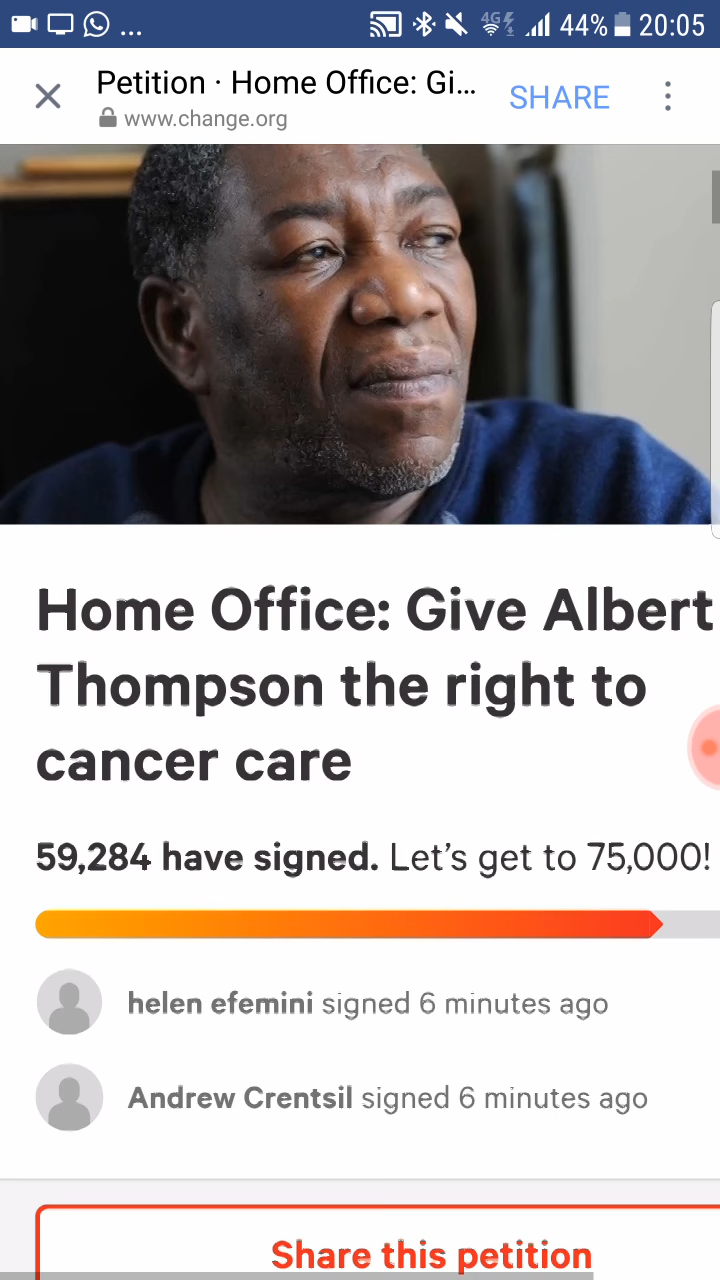 ... 4G 44% 20:05
Petition · Home Office: Gi...
SHARE
www.change.org
Home Office: Give Albert
Thompson the right to
cancer care
59,284 have signed. Let's get to 75,000!
helen efemini signed 6 minutes ago
Andrew Crentsil signed 6 minutes ago
Share this petition